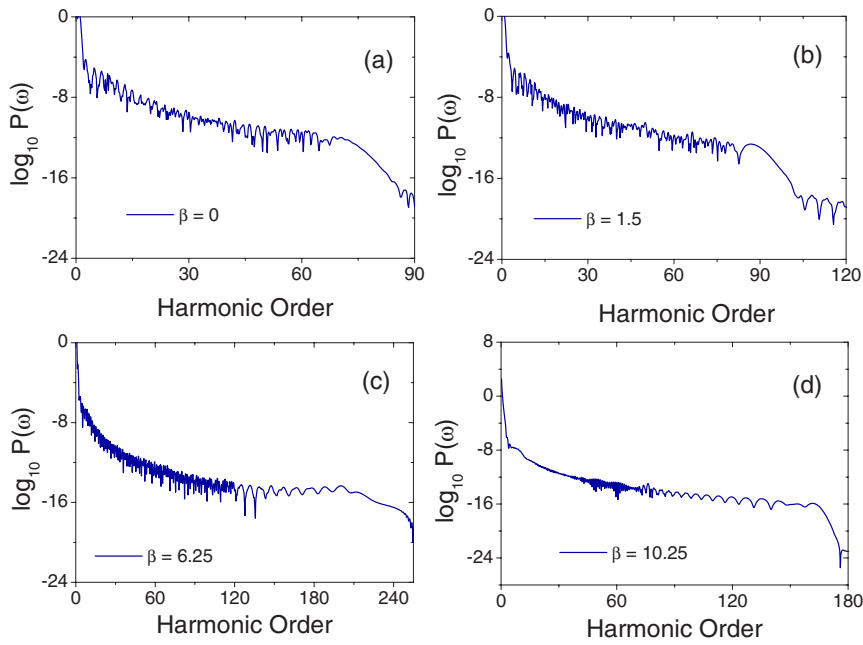 0
-8
-16
-24
0 30 60 90
log10 P(ω)
Harmonic Order
(a)
β = 0
0
-8
-16
-24
0 30 60 90 120
log10 P(ω)
Harmonic Order
(b)
β = 1.5
0
-8
-16
-24
0 60 120 180 240
log10 P(ω)
Harmonic Order
(c)
β = 6.25
8
0
-8
-16
-24
0 60 120 180
log10 P(ω)
Harmonic Order
(d)
β = 10.25